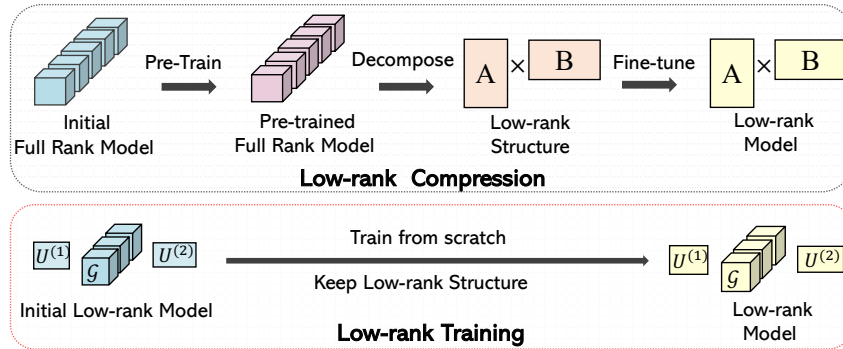 Pre-Train
Decompose
Fine-tune
A × B
A × B
Initial
Full Rank Model
Pre-trained
Full Rank Model
Low-rank
Structure
Low-rank
Model
Low-rank Compression
U⁽¹⁾
𝒢
U⁽²⁾
Train from scratch
Keep Low-rank Structure
U⁽¹⁾
𝒢
U⁽²⁾
Initial Low-rank Model
Low-rank
Model
Low-rank Training